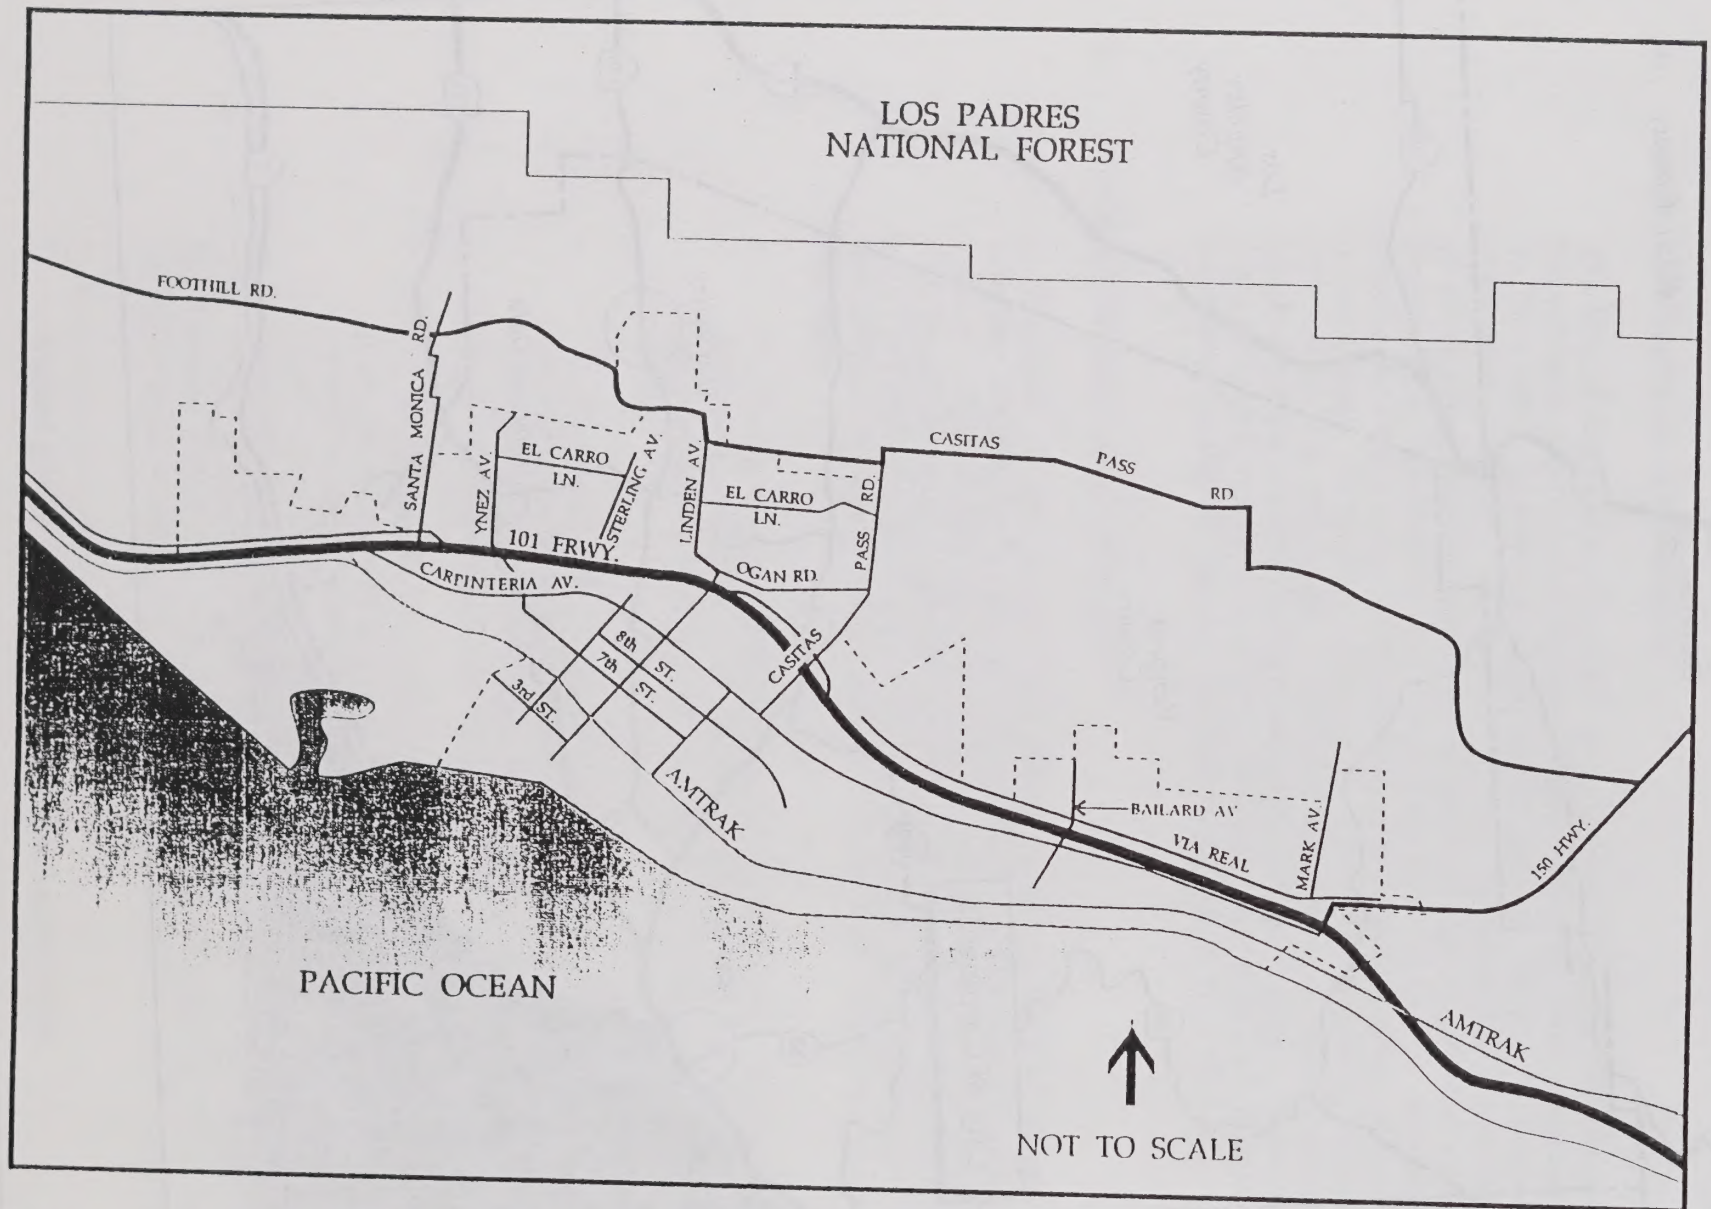 LOS PADRES
NATIONAL FOREST
FOOTHILL RD.
SANTA MONICA RD.
YNEZ AV.
EL CARRO
LN.
STERLING AV.
LINDEN AV.
EL CARRO
LN.
CASITAS PASS RD.
CASITAS PASS RD
101 FRWY.
OGAN RD.
CARPINTERIA AV.
8th ST.
7th ST.
3rd ST.
AMTRAK
BAILARD AV
VIA REAL
MARK AV.
150 HWY.
PACIFIC OCEAN
AMTRAK
NOT TO SCALE